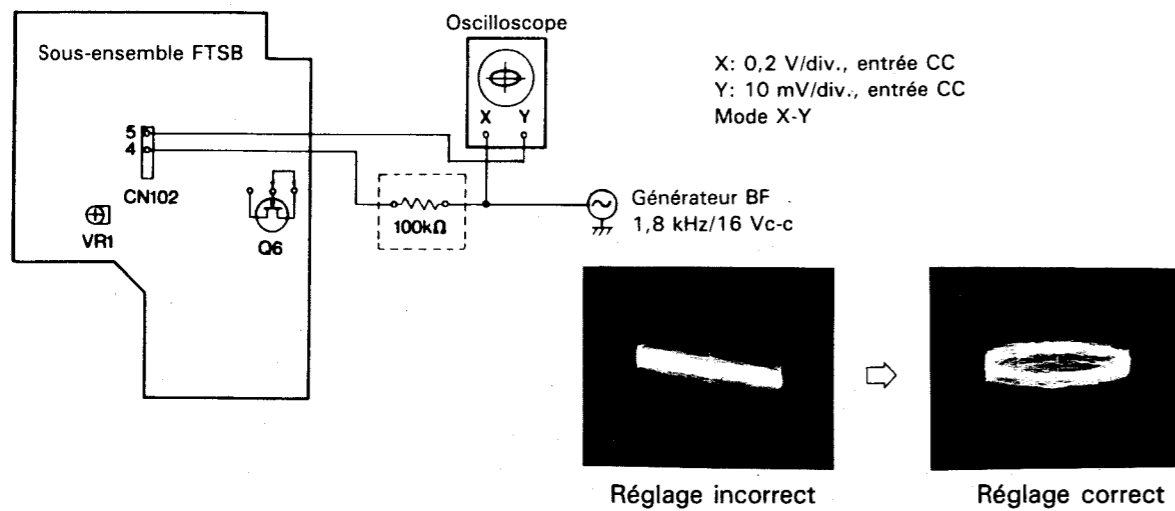 Oscilloscope
Sous-ensemble FTSB
X: 0,2 V/div., entrée CC
Y: 10 mV/div., entrée CC
Mode X-Y
X Y
5
4
CN102
VR1
Q6
100kΩ
Générateur BF
1,8 kHz/16 Vc-c
Réglage incorrect
Réglage correct